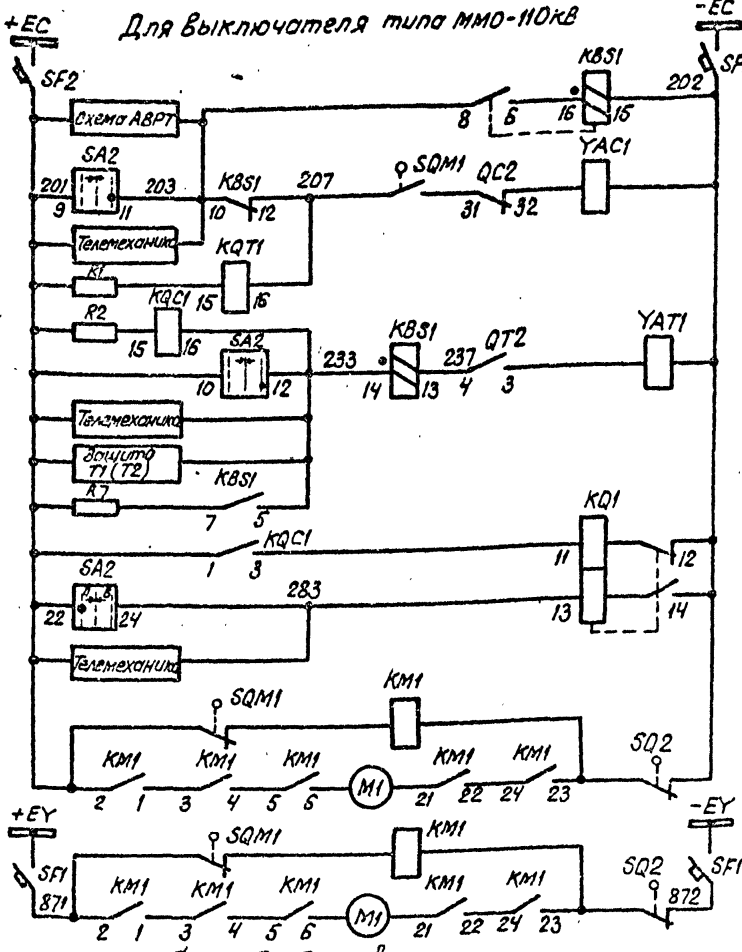 Для выключателя типа ММО-110кВ
+EC
-EC
SF2
SF
Схема АВРТ
8
6
16
KBS1
15
202
SA2
201
9
11
203
KBS1
10
12
207
SQM1
QC2
31
32
YAC1
Телемеханика
R1
KQT1
15
16
R2
KQC1
15
16
SA2
10
12
233
KBS1
14
13
237
QT2
4
3
YAT1
Телемеханика
Защита
Т1 (Т2)
R7
KBS1
7
5
KQC1
1
3
KQ1
11
12
SA2
22
24
283
13
14
Телемеханика
SQM1
KM1
KM1
KM1
KM1
M1
KM1
KM1
SQ2
2
1
3
4
5
6
21
22
24
23
+EY
-EY
SQM1
KM1
SF1
871
KM1
KM1
KM1
M1
KM1
KM1
SQ2
872
SF1
2
1
3
4
5
6
21
22
24
23